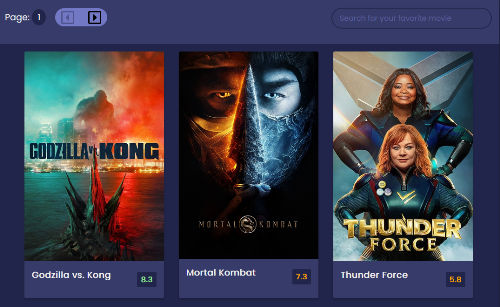 Page: 1
Search for your favorite movie
GODZILLA vs. KONG
MORTAL KOMBAT
THUNDER
FORCE
Godzilla vs. Kong
8.3
Mortal Kombat
7.3
Thunder Force
5.8